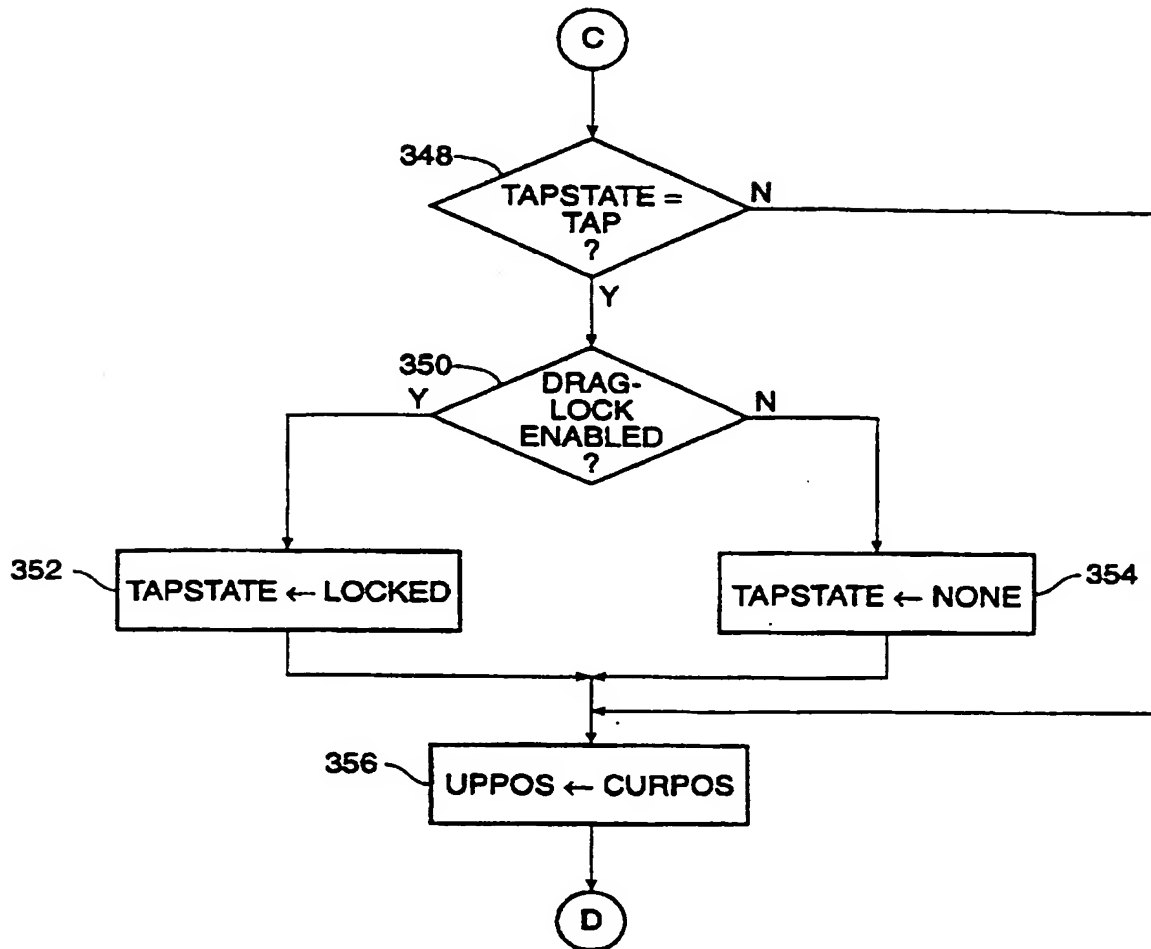 C
348
TAPSTATE =
TAP
?
N
Y
350
DRAG-
LOCK
ENABLED
?
Y
N
352
TAPSTATE ← LOCKED
TAPSTATE ← NONE
354
356
UPPOS ← CURPOS
D